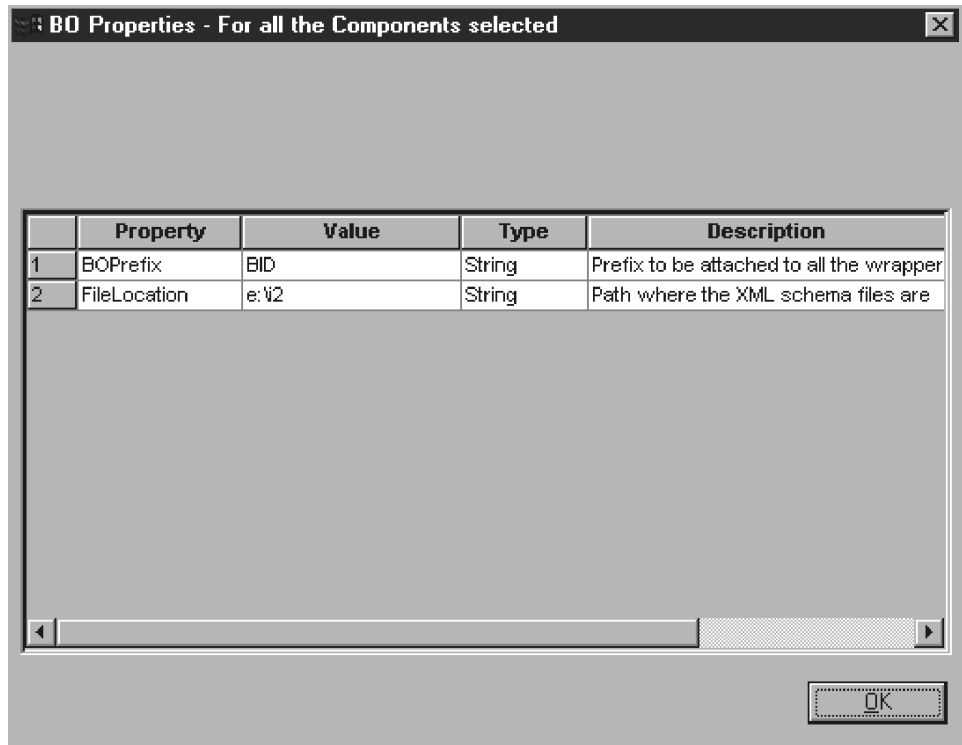 BO Properties - For all the Components selected
Property Value Type Description
1 BOPrefix BID String Prefix to be attached to all the wrapper
2 FileLocation e:\i2 String Path where the XML schema files are
OK